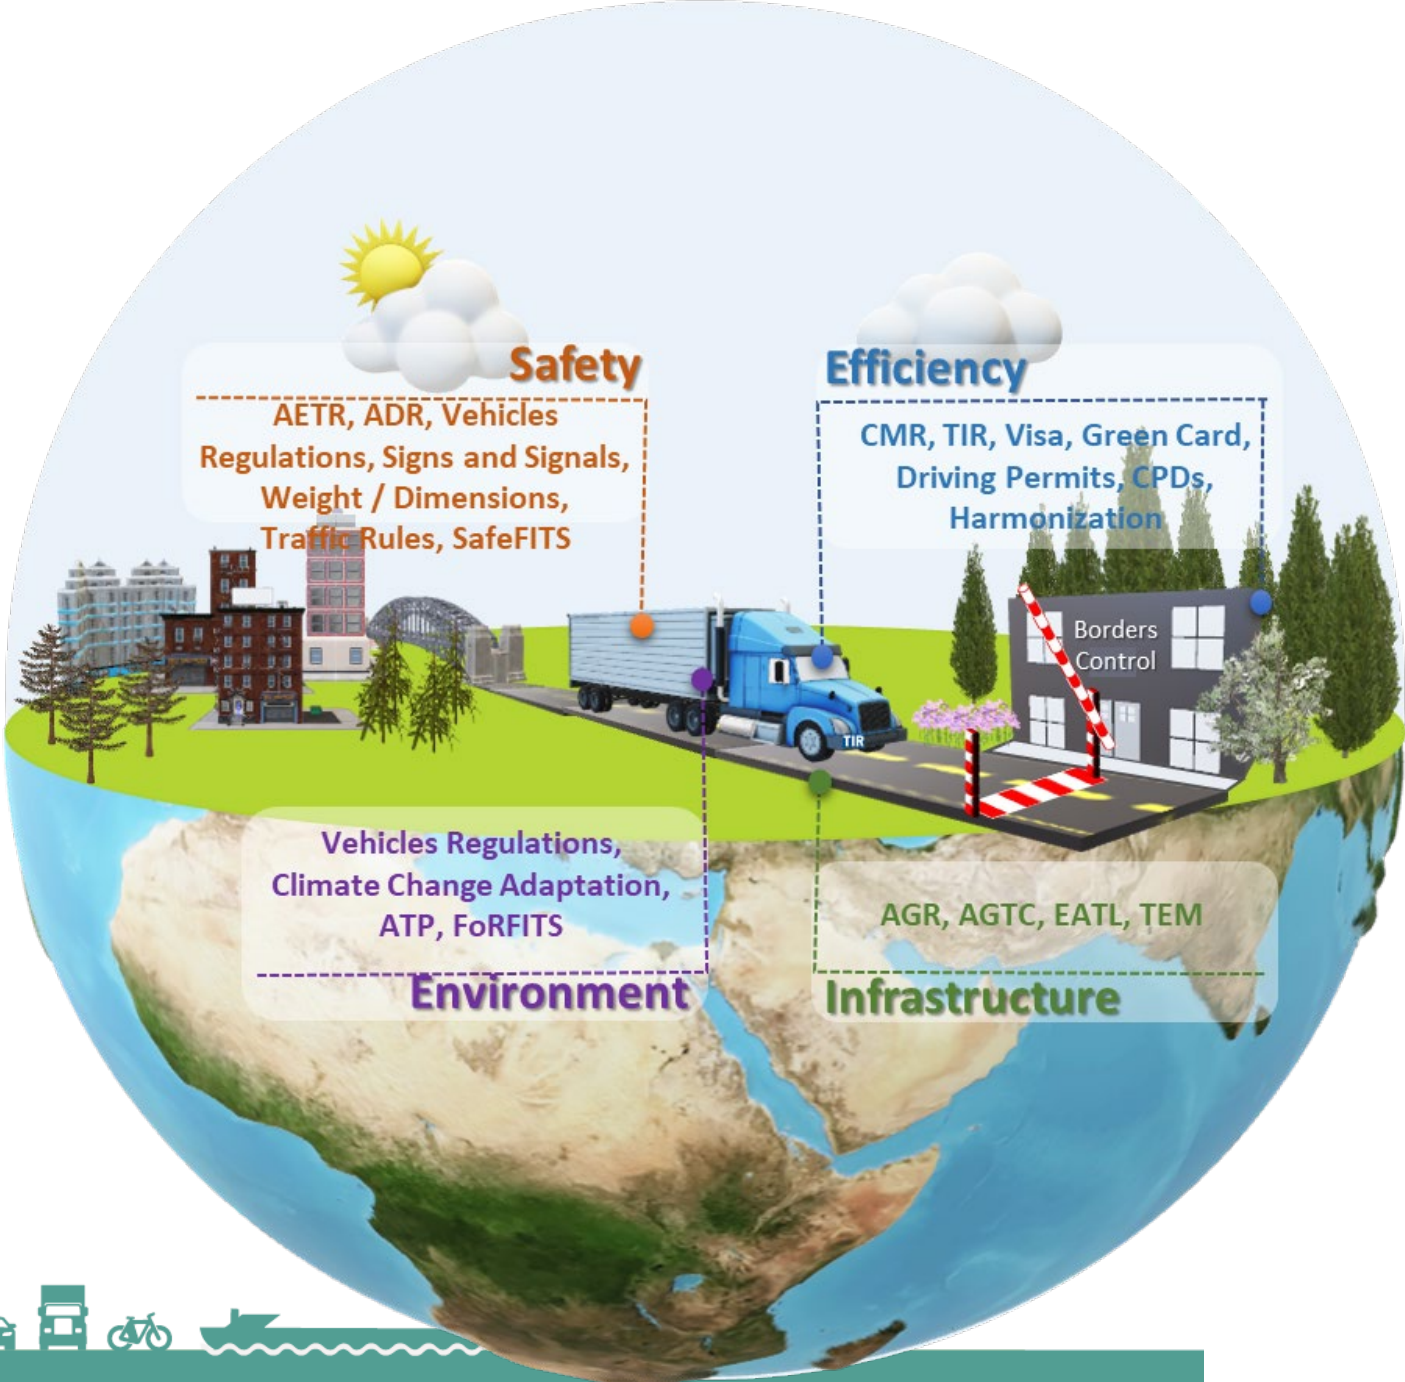 Safety
AETR, ADR, Vehicles
Regulations, Signs and Signals,
Weight / Dimensions,
Traffic Rules, SafeFITS
Efficiency
CMR, TIR, Visa, Green Card,
Driving Permits, CPDs,
Harmonization
Borders
Control
TIR
Vehicles Regulations,
Climate Change Adaptation,
ATP, FoRFITS
Environment
AGR, AGTC, EATL, TEM
Infrastructure